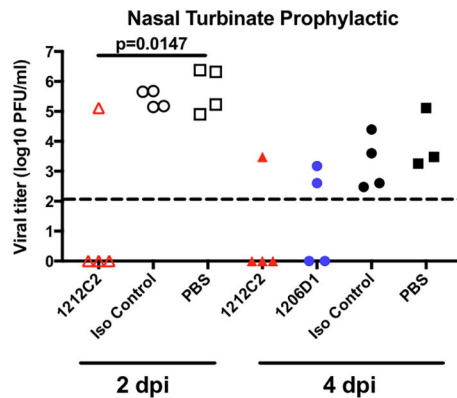 Nasal Turbinate Prophylactic
p=0.0147
Viral titer (log10 PFU/ml)
7
6
5
4
3
2
1
0
1212C2
Iso Control
PBS
1212C2
1206D1
Iso Control
PBS
2 dpi
4 dpi